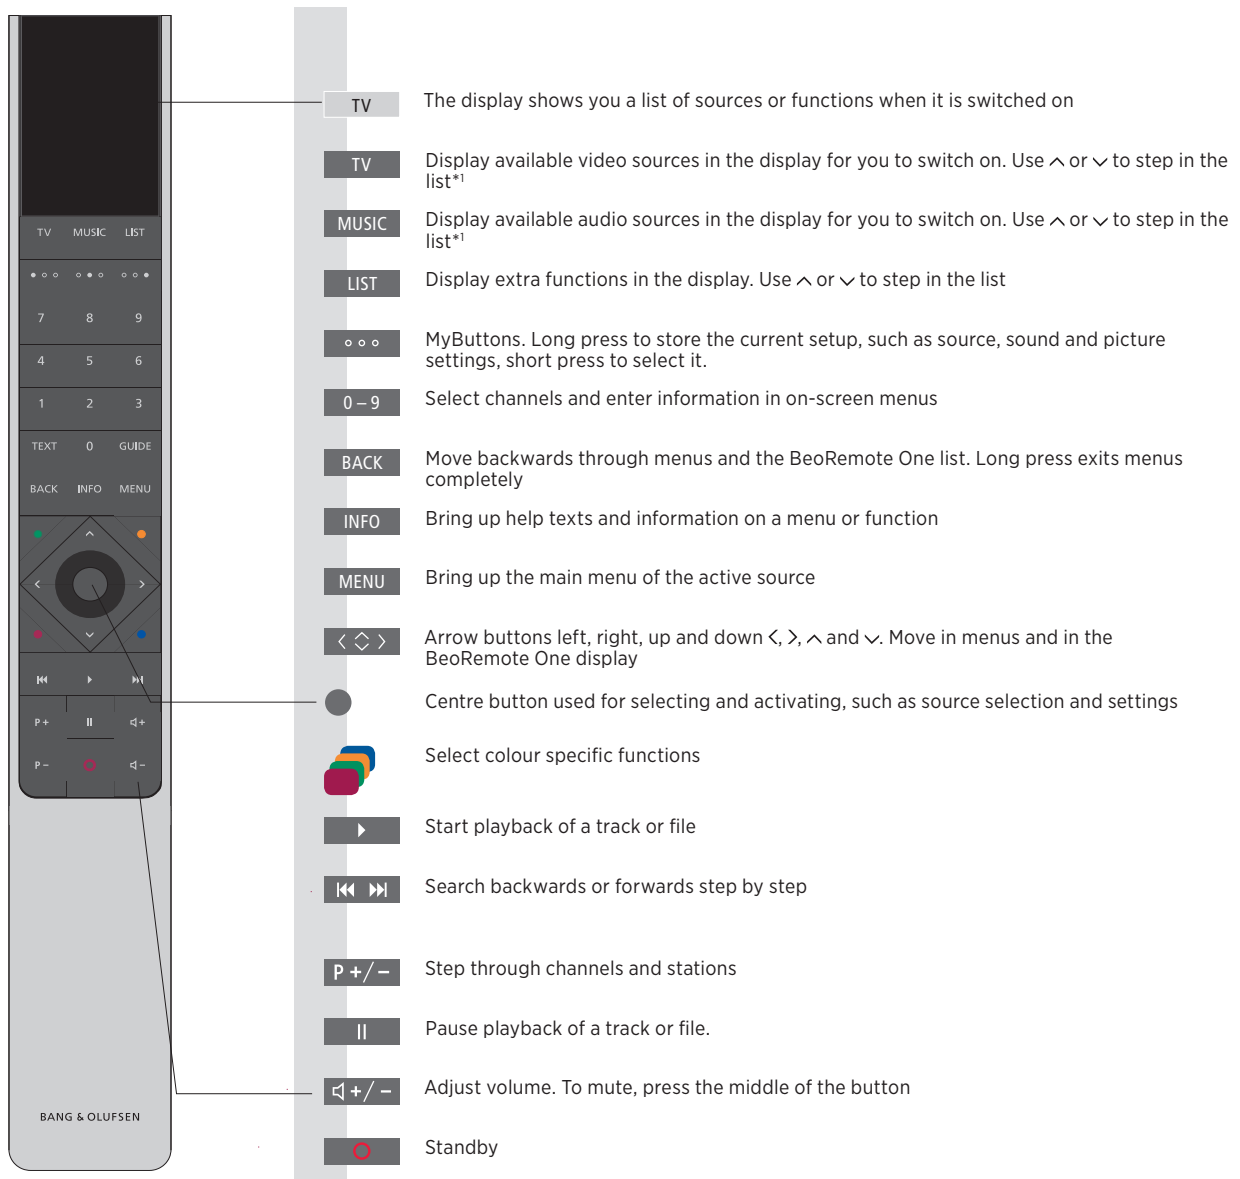 TV MUSIC LIST
7 8 9
4 5 6
1 2 3
TEXT 0 GUIDE
BACK INFO MENU
P+
P–
BANG & OLUFSEN
TV The display shows you a list of sources or functions when it is switched on
TV Display available video sources in the display for you to switch on. Use ︿ or ﹀ to step in the
list*1
MUSIC Display available audio sources in the display for you to switch on. Use ︿ or ﹀ to step in the
list*1
LIST Display extra functions in the display. Use ︿ or ﹀ to step in the list
MyButtons. Long press to store the current setup, such as source, sound and picture
settings, short press to select it.
0 – 9 Select channels and enter information in on-screen menus
BACK Move backwards through menus and the BeoRemote One list. Long press exits menus
completely
INFO Bring up help texts and information on a menu or function
MENU Bring up the main menu of the active source
Arrow buttons left, right, up and down <, >, ︿ and ﹀. Move in menus and in the
BeoRemote One display
Centre button used for selecting and activating, such as source selection and settings
Select colour specific functions
Start playback of a track or file
Search backwards or forwards step by step
P +/– Step through channels and stations
Pause playback of a track or file.
+/– Adjust volume. To mute, press the middle of the button
Standby